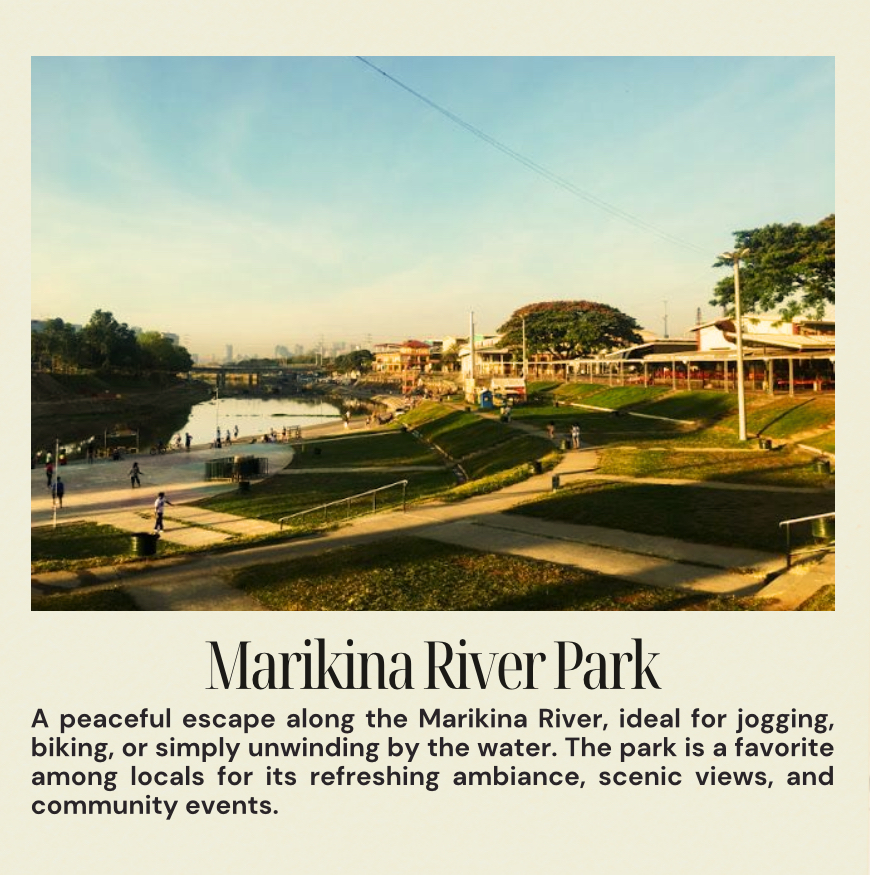 Marikina River Park
A peaceful escape along the Marikina River, ideal for jogging,
biking, or simply unwinding by the water. The park is a favorite
among locals for its refreshing ambiance, scenic views, and
community events.